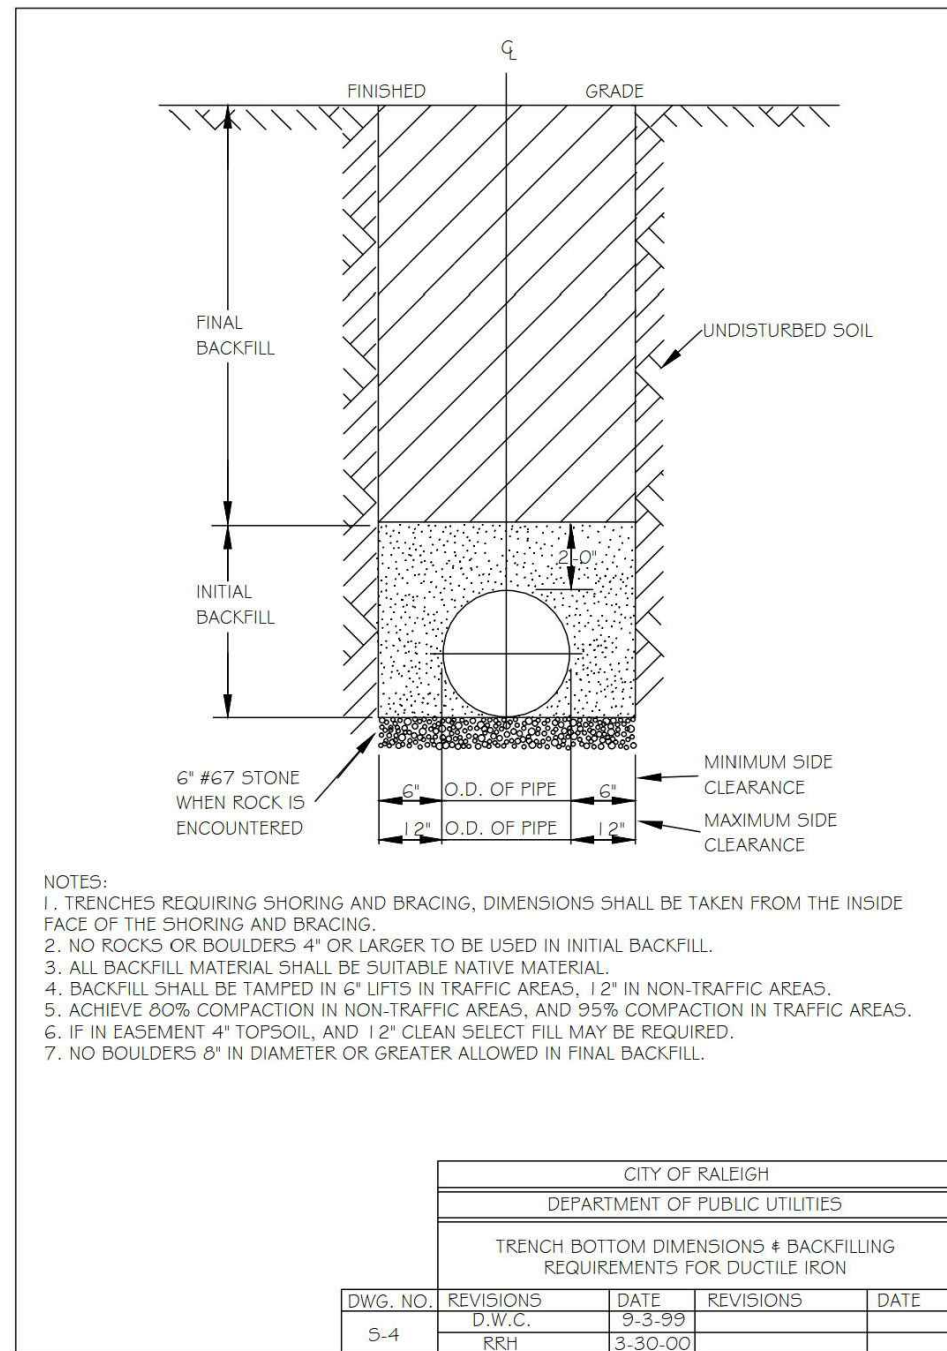 ℄
FINISHED GRADE
FINAL
BACKFILL
UNDISTURBED SOIL
2'-0"
INITIAL
BACKFILL
6" #67 STONE
WHEN ROCK IS
ENCOUNTERED
6" O.D. OF PIPE 6"
MINIMUM SIDE
CLEARANCE
12" O.D. OF PIPE 12"
MAXIMUM SIDE
CLEARANCE
NOTES:
1. TRENCHES REQUIRING SHORING AND BRACING, DIMENSIONS SHALL BE TAKEN FROM THE INSIDE
FACE OF THE SHORING AND BRACING.
2. NO ROCKS OR BOULDERS 4" OR LARGER TO BE USED IN INITIAL BACKFILL.
3. ALL BACKFILL MATERIAL SHALL BE SUITABLE NATIVE MATERIAL.
4. BACKFILL SHALL BE TAMPED IN 6" LIFTS IN TRAFFIC AREAS, 12" IN NON-TRAFFIC AREAS.
5. ACHIEVE 80% COMPACTION IN NON-TRAFFIC AREAS, AND 95% COMPACTION IN TRAFFIC AREAS.
6. IF IN EASEMENT 4" TOPSOIL, AND 12" CLEAN SELECT FILL MAY BE REQUIRED.
7. NO BOULDERS 8" IN DIAMETER OR GREATER ALLOWED IN FINAL BACKFILL.
CITY OF RALEIGH
DEPARTMENT OF PUBLIC UTILITIES
TRENCH BOTTOM DIMENSIONS & BACKFILLING
REQUIREMENTS FOR DUCTILE IRON
DWG. NO. REVISIONS DATE REVISIONS DATE
S-4
D.W.C. 9-3-99
RRH 3-30-00